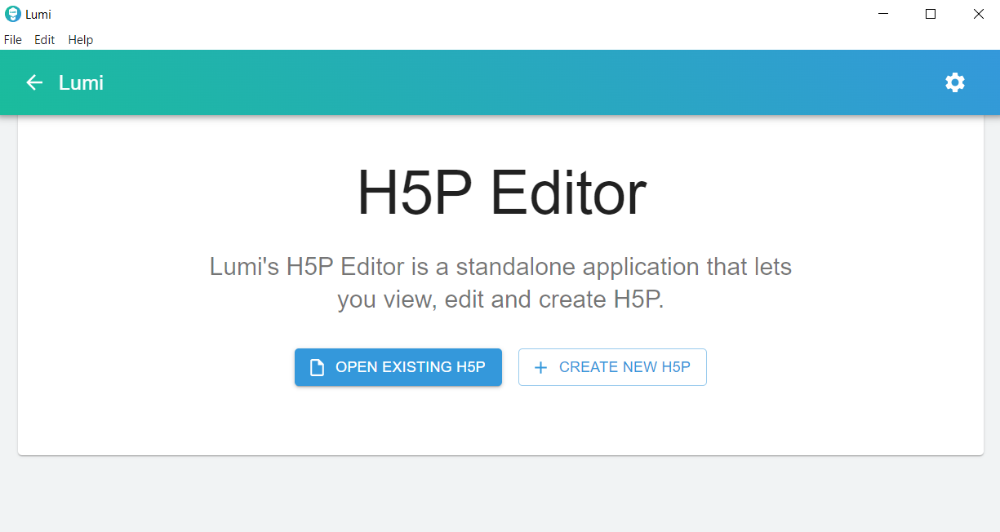 Lumi
File Edit Help
Lumi
H5P Editor
Lumi's H5P Editor is a standalone application that lets
you view, edit and create H5P.
OPEN EXISTING H5P
CREATE NEW H5P